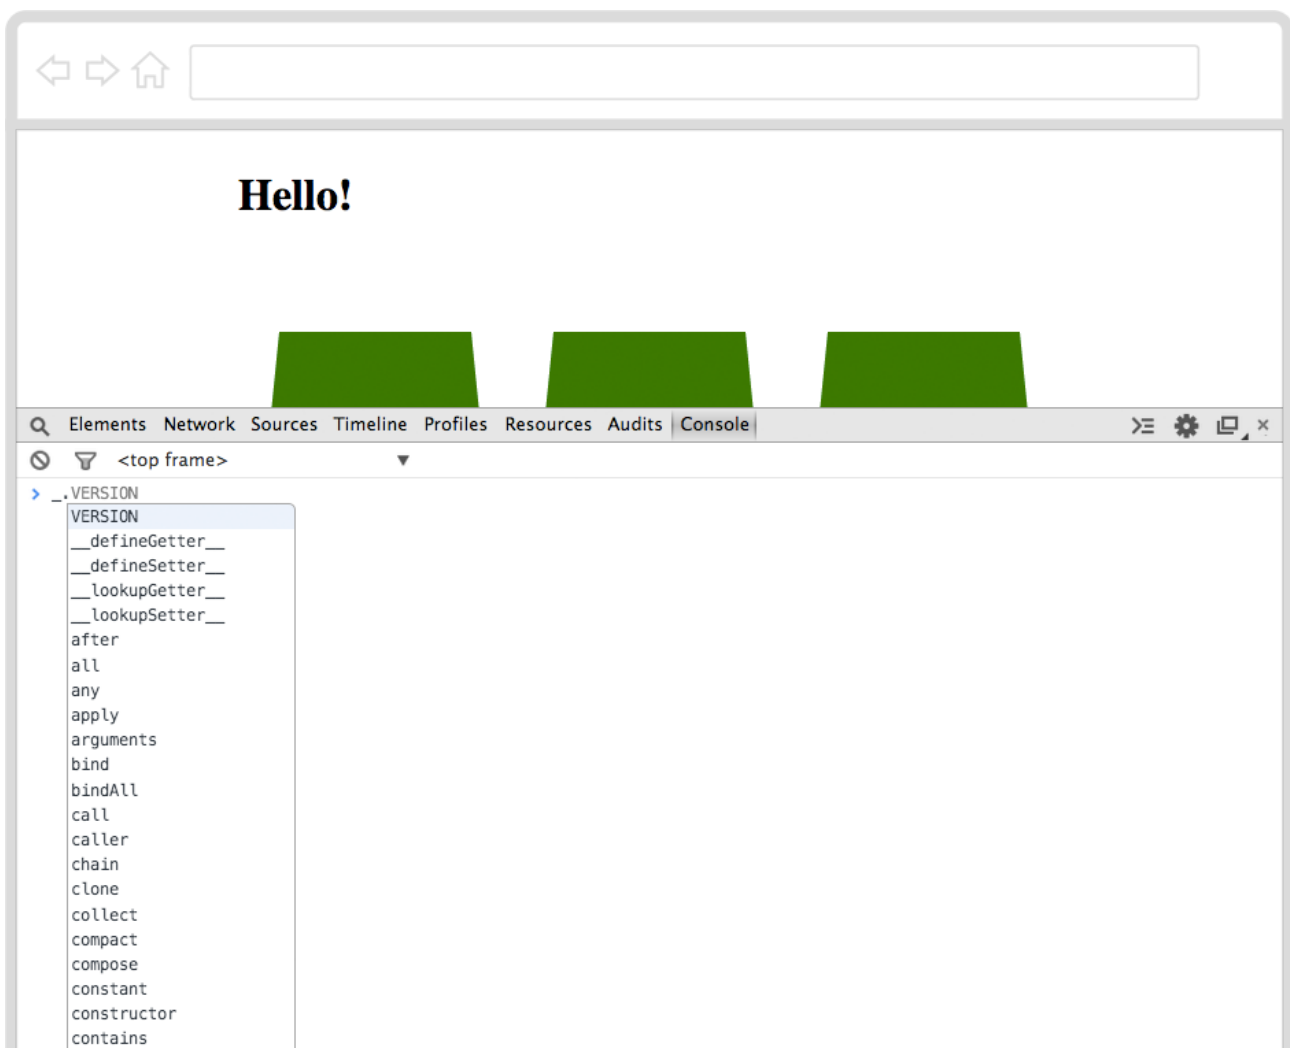 Hello!
Elements Network Sources Timeline Profiles Resources Audits Console
<top frame>
_.VERSION
VERSION
__defineGetter__
__defineSetter__
__lookupGetter__
__lookupSetter__
after
all
any
apply
arguments
bind
bindAll
call
caller
chain
clone
collect
compact
compose
constant
constructor
contains